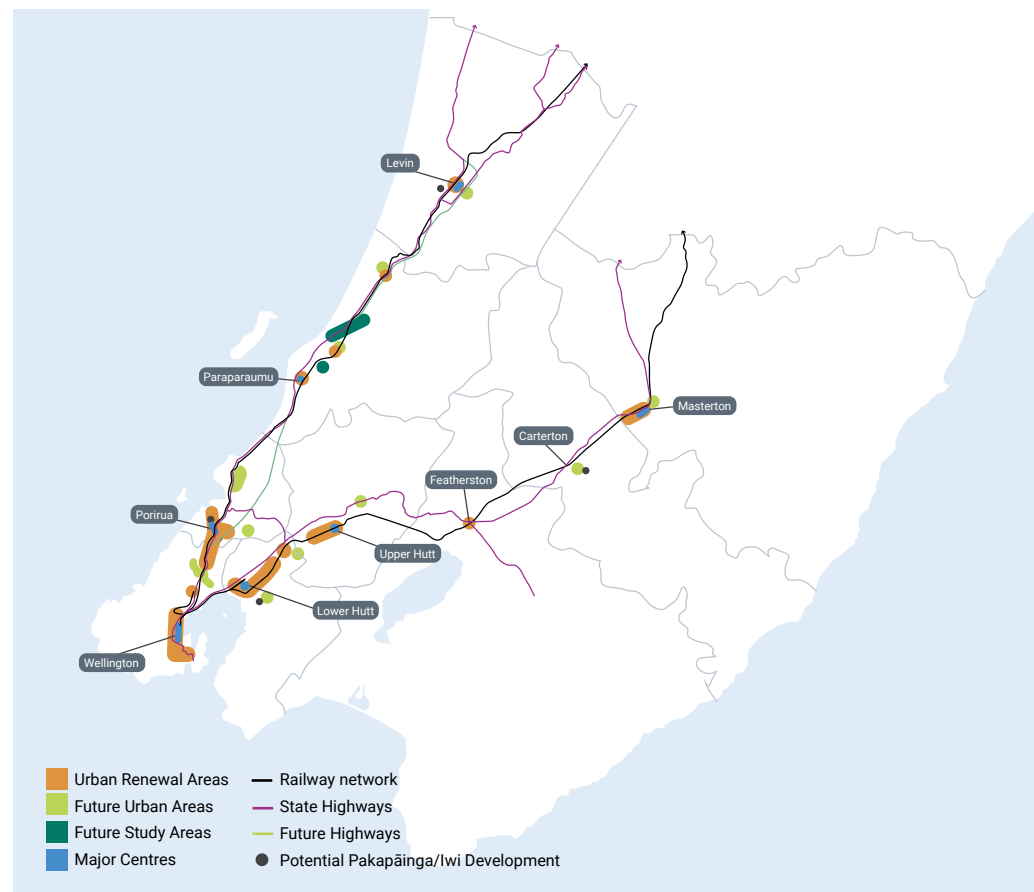 Levin
Paraparaumu
Masterton
Carterton
Featherston
Porirua
Upper Hutt
Lower Hutt
Wellington
Urban Renewal Areas
Future Urban Areas
Future Study Areas
Major Centres
Railway network
State Highways
Future Highways
Potential Pakapāinga/Iwi Development